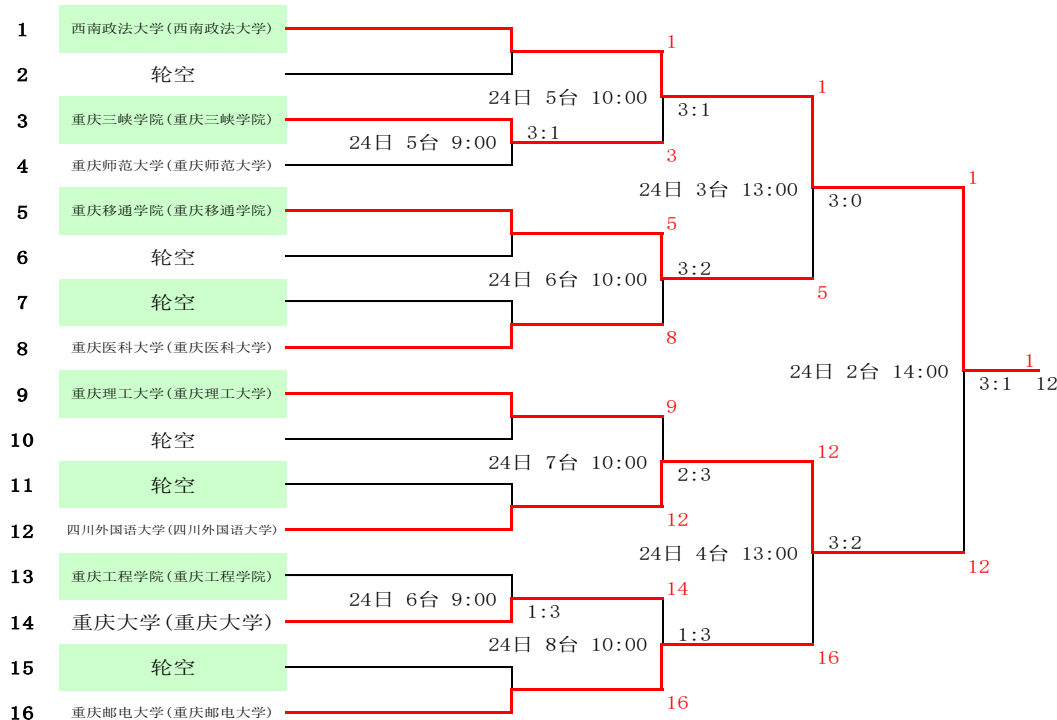 1 西南政法大学(西南政法大学)
1
2 轮空
24日 5台 10:00
3:1
1
3 重庆三峡学院(重庆三峡学院)
24日 5台 9:00
3:1
3
4 重庆师范大学(重庆师范大学)
24日 3台 13:00
3:0
1
5 重庆移通学院(重庆移通学院)
5
6 轮空
24日 6台 10:00
3:2
5
7 轮空
8
8 重庆医科大学(重庆医科大学)
24日 2台 14:00
3:1
1
12
9 重庆理工大学(重庆理工大学)
9
10 轮空
24日 7台 10:00
2:3
12
11 轮空
12
12 四川外国语大学(四川外国语大学)
24日 4台 13:00
3:2
12
13 重庆工程学院(重庆工程学院)
24日 6台 9:00
1:3
14
14 重庆大学(重庆大学)
24日 8台 10:00
1:3
16
15 轮空
16
16 重庆邮电大学(重庆邮电大学)